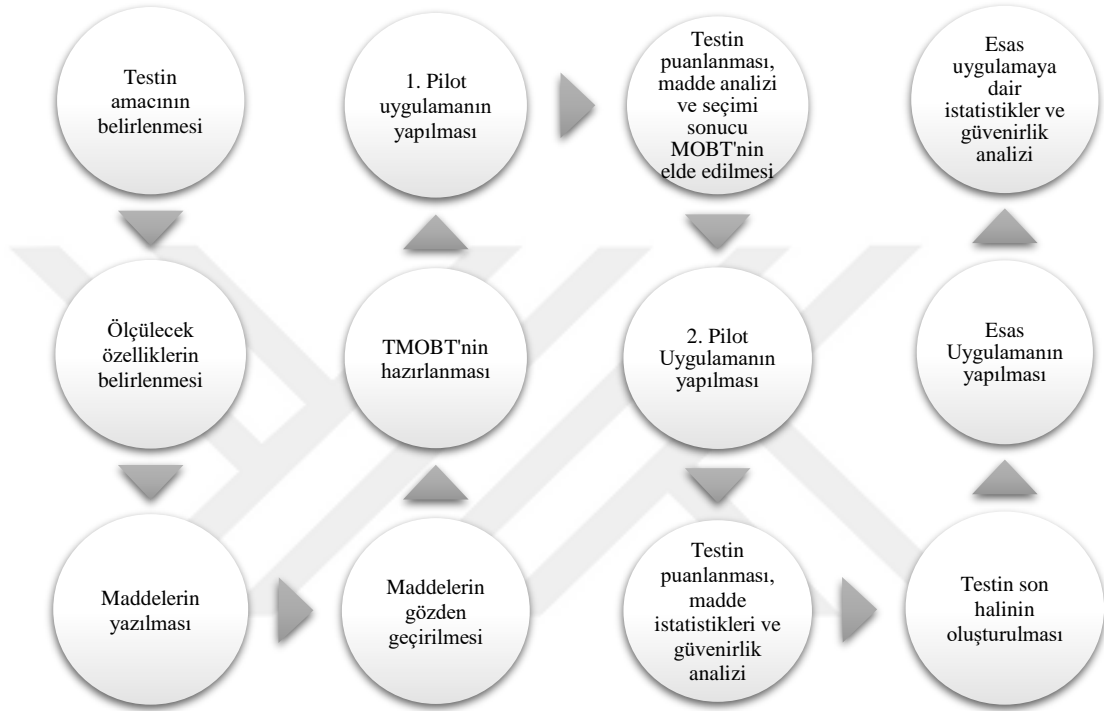 Testin
amacının
belirlenmesi
Ölçülecek
özelliklerin
belirlenmesi
Maddelerin
yazılması
Maddelerin
gözden
geçirilmesi
TMOBT'nin
hazırlanması
1. Pilot
uygulamanın
yapılması
Testin
puanlanması,
madde analizi
ve seçimi
sonucu
MOBT'nin
elde edilmesi
2. Pilot
Uygulamanın
yapılması
Testin
puanlanması,
madde
istatistikleri ve
güvenirlik
analizi
Testin son
halinin
oluşturulması
Esas
Uygulamanın
yapılması
Esas
uygulamaya
dair
istatistikler ve
güvenirlik
analizi